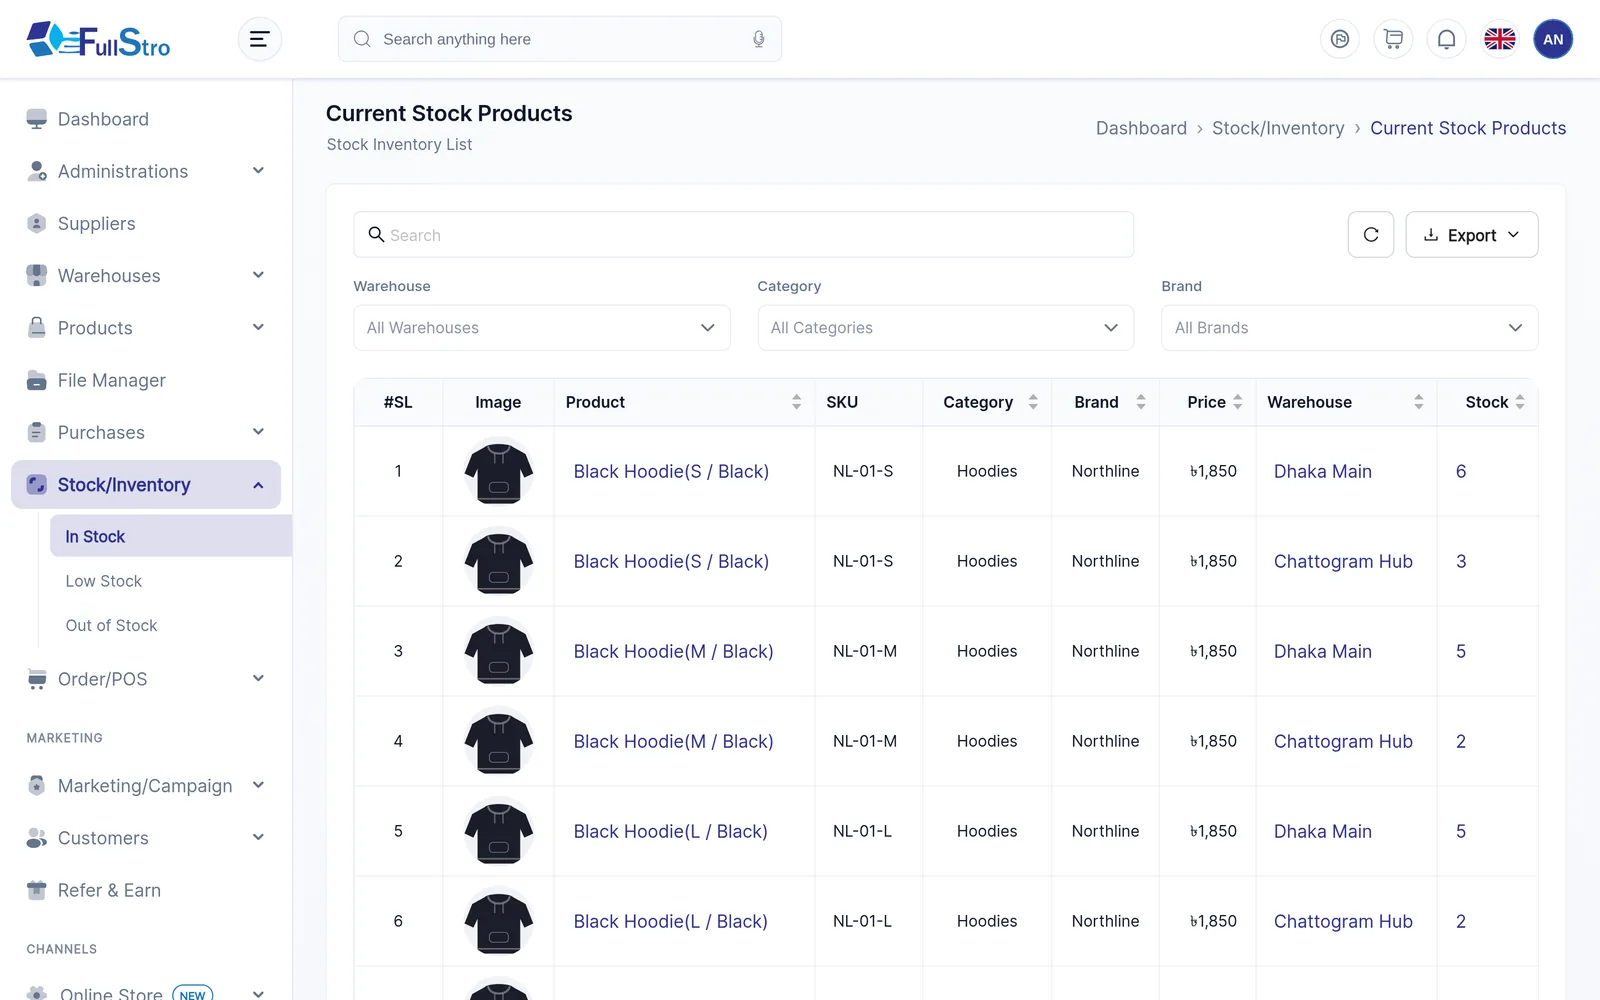 FullStro
Search anything here
AN
Dashboard
Administrations
Suppliers
Warehouses
Products
File Manager
Purchases
Stock/Inventory
In Stock
Low Stock
Out of Stock
Order/POS
MARKETING
Marketing/Campaign
Customers
Refer & Earn
CHANNELS
Online Store NEW
Current Stock Products
Stock Inventory List
Dashboard › Stock/Inventory › Current Stock Products
Search
Export
Warehouse Category Brand
All Warehouses All Categories All Brands
#SL Image Product SKU Category Brand Price Warehouse Stock
1 Black Hoodie(S / Black) NL-01-S Hoodies Northline ৳1,850 Dhaka Main 6
2 Black Hoodie(S / Black) NL-01-S Hoodies Northline ৳1,850 Chattogram Hub 3
3 Black Hoodie(M / Black) NL-01-M Hoodies Northline ৳1,850 Dhaka Main 5
4 Black Hoodie(M / Black) NL-01-M Hoodies Northline ৳1,850 Chattogram Hub 2
5 Black Hoodie(L / Black) NL-01-L Hoodies Northline ৳1,850 Dhaka Main 5
6 Black Hoodie(L / Black) NL-01-L Hoodies Northline ৳1,850 Chattogram Hub 2